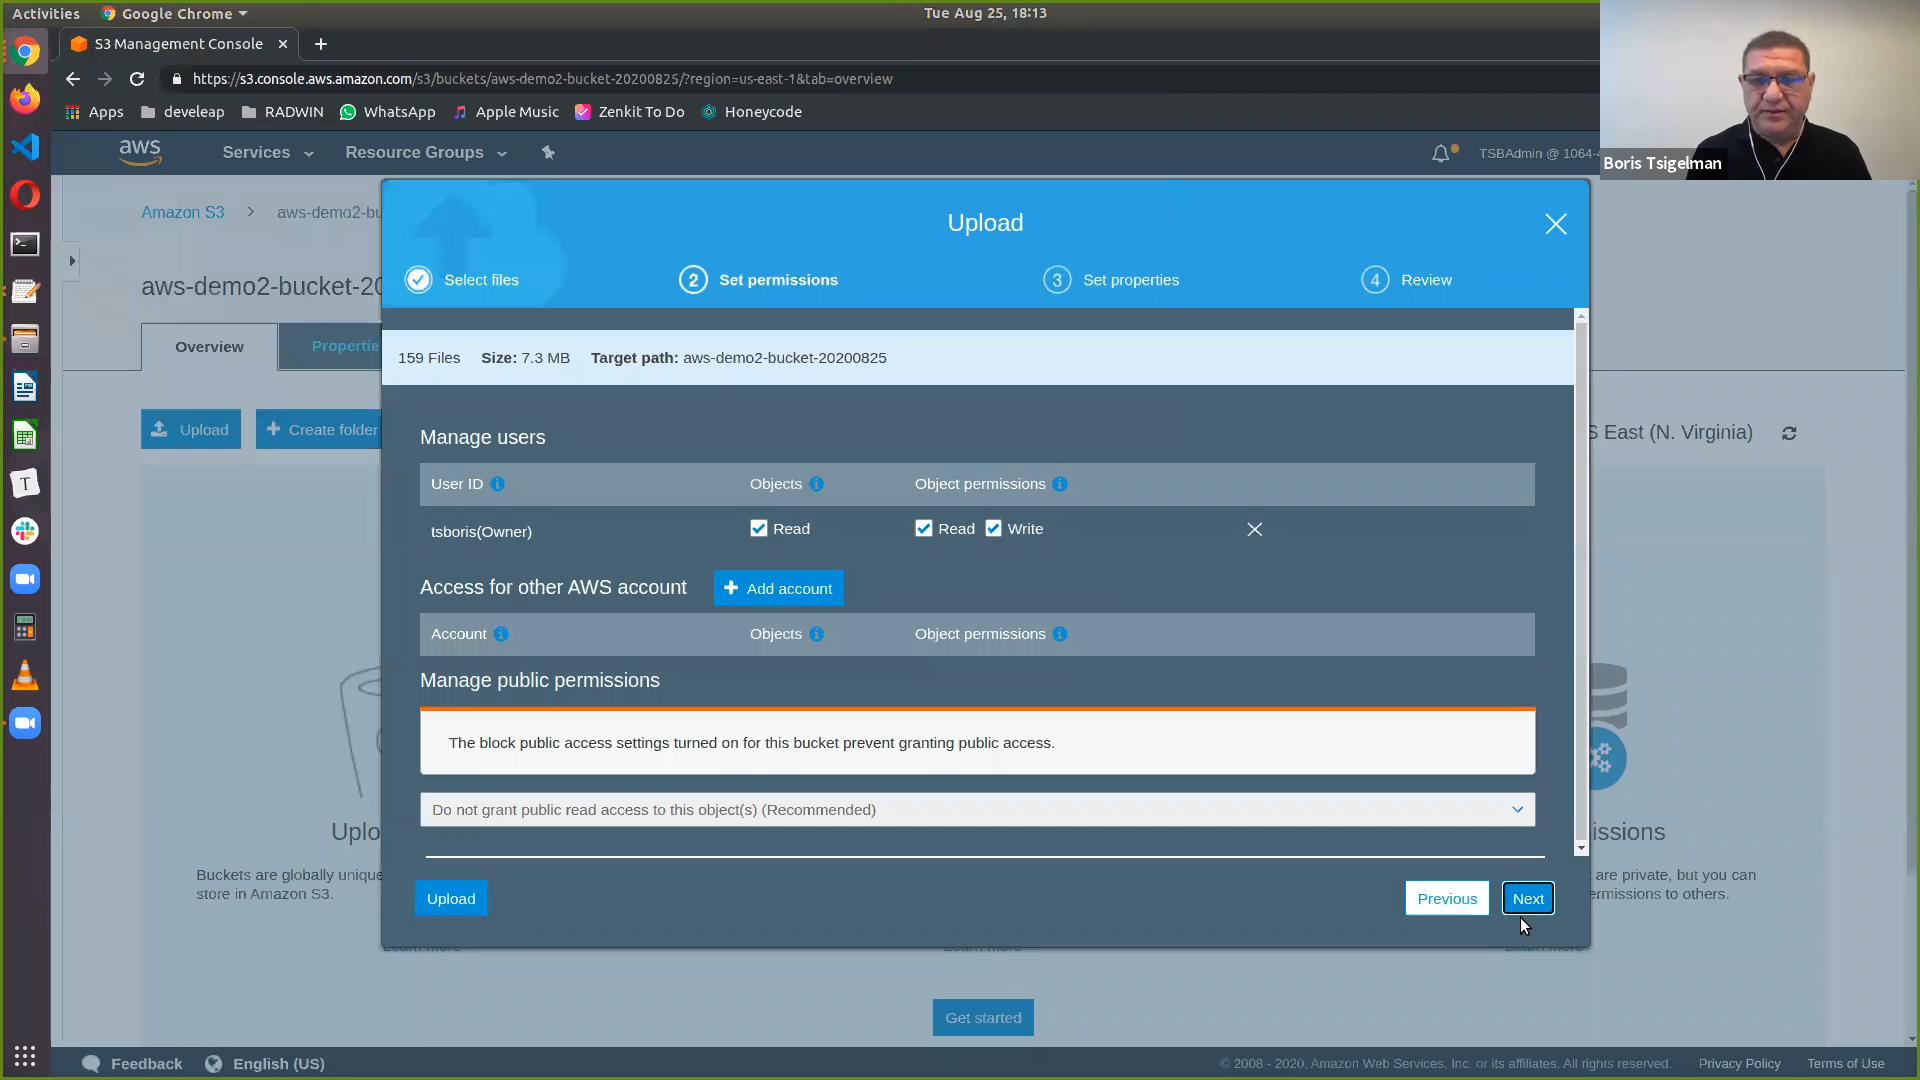 Activities Google Chrome Tue Aug 25, 18:13
S3 Management Console
https://s3.console.aws.amazon.com/s3/buckets/aws-demo2-bucket-20200825/?region=us-east-1&tab=overview
Apps develeap RADWIN WhatsApp Apple Music Zenkit To Do Honeycode
aws Services Resource Groups TSBAdmin @ 1064-
Boris Tsigelman
Amazon S3 > aws-demo2-bu
aws-demo2-bucket-20
Overview Propertie
Upload Create folder
S East (N. Virginia)
Upload
Select files 2 Set permissions 3 Set properties 4 Review
159 Files Size: 7.3 MB Target path: aws-demo2-bucket-20200825
Manage users
User ID Objects Object permissions
tsboris(Owner) Read Read Write
Access for other AWS account Add account
Account Objects Object permissions
Manage public permissions
The block public access settings turned on for this bucket prevent granting public access.
Do not grant public read access to this object(s) (Recommended)
Upload Previous Next
Uplo
Buckets are globally unique
store in Amazon S3.
issions
are private, but you can
ermissions to others.
Learn more Learn more Learn more
Get started
Feedback English (US) © 2008 - 2020, Amazon Web Services, Inc. or its affiliates. All rights reserved. Privacy Policy Terms of Use